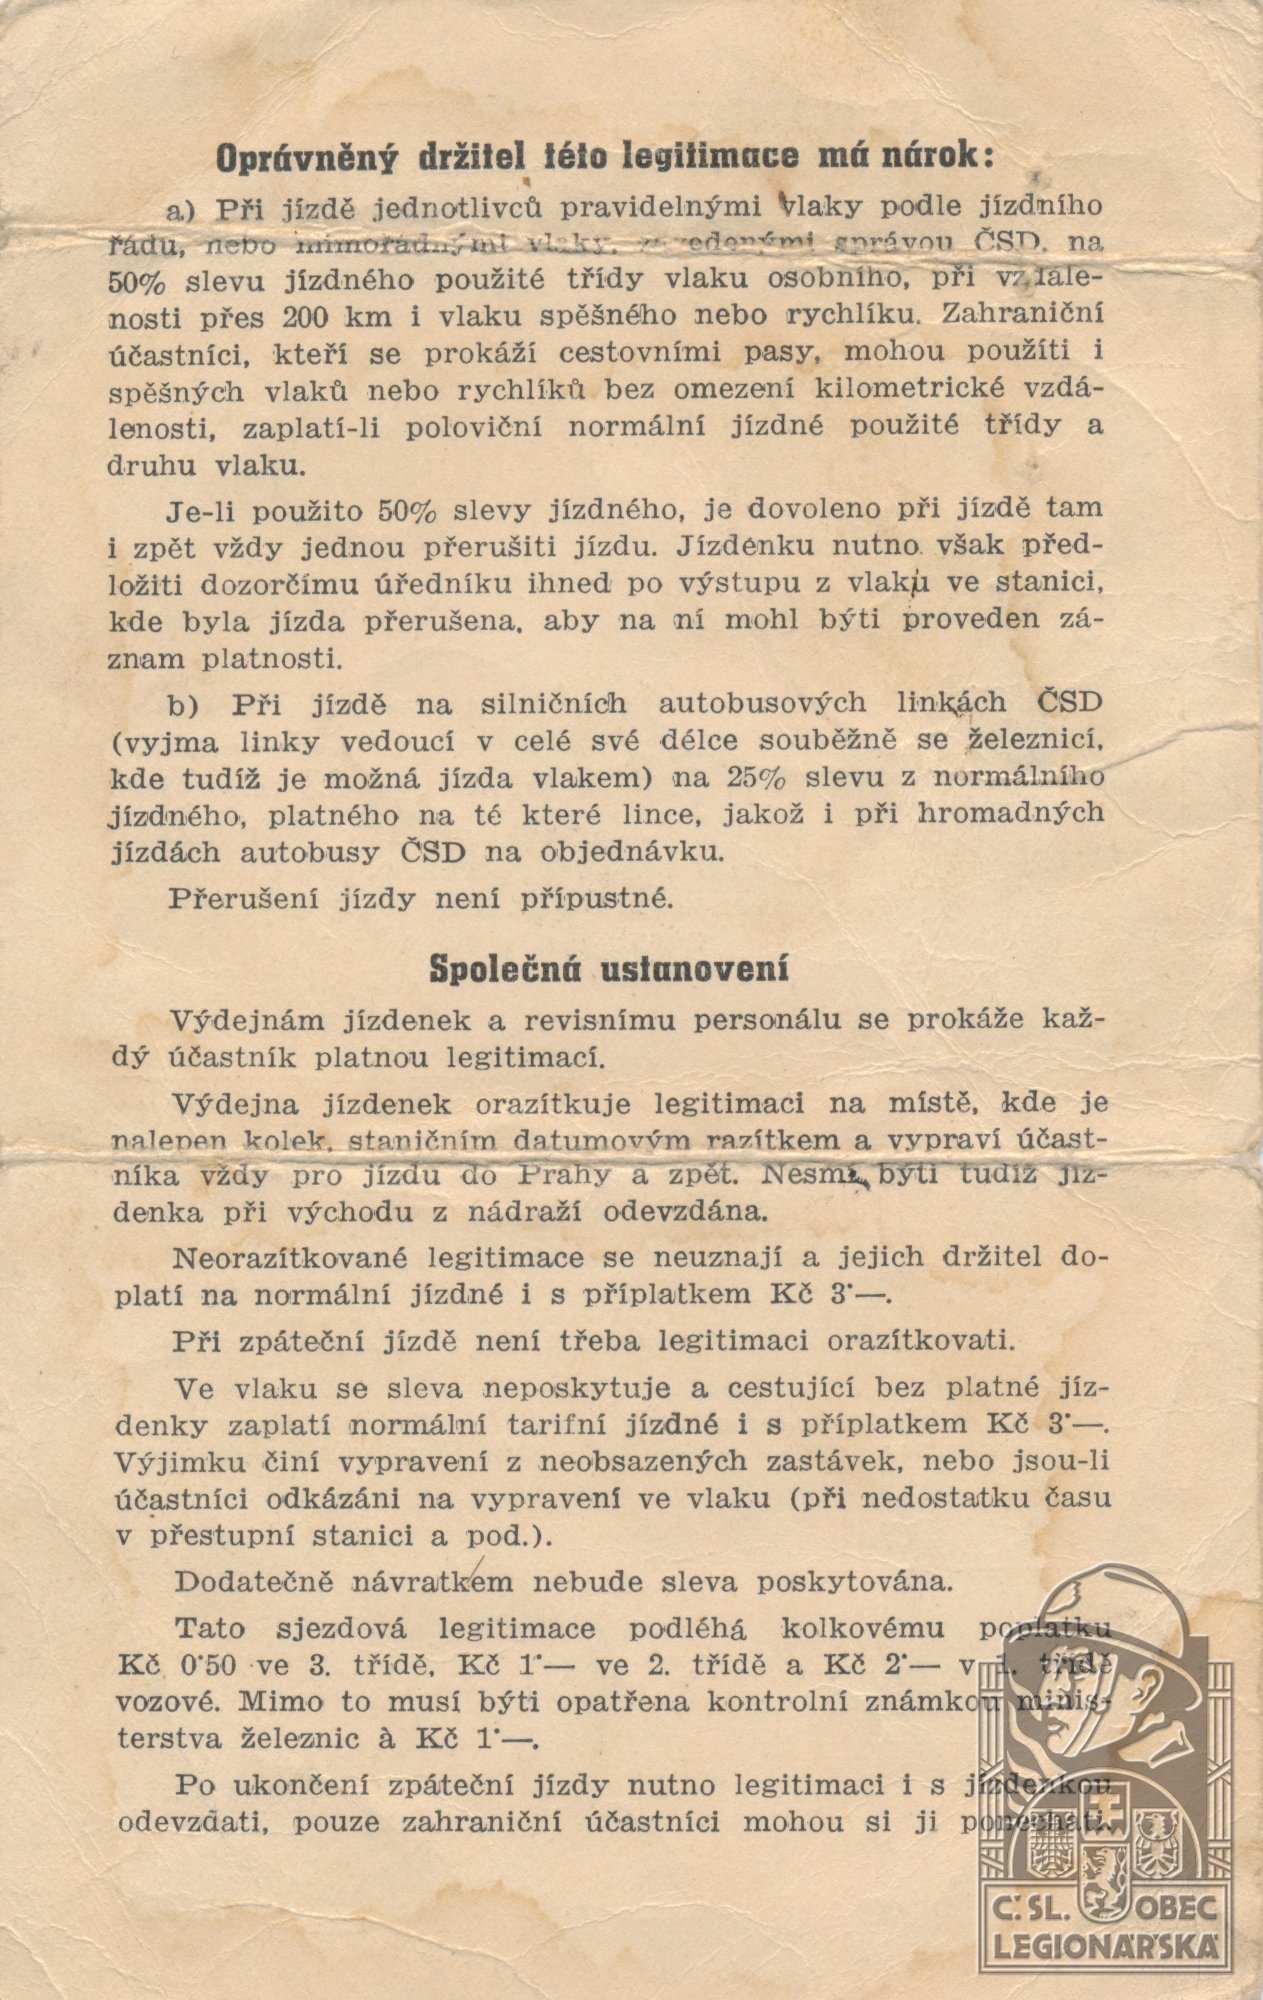 Oprávněný držitel této legitimace má nárok:
a) Při jízdě jednotlivců pravidelnými vlaky podle jízdního
řádu, nebo mimořádnými vlaky, zavedenými správou ČSD, na
50% slevu jízdného použité třídy vlaku osobního, při vzdále-
nosti přes 200 km i vlaku spěšného nebo rychlíku. Zahraniční
účastníci, kteří se prokáží cestovními pasy, mohou použíti i
spěšných vlaků nebo rychlíků bez omezení kilometrické vzdá-
lenosti, zaplatí-li poloviční normální jízdné použité třídy a
druhu vlaku.
Je-li použito 50% slevy jízdného, je dovoleno při jízdě tam
i zpět vždy jednou přerušiti jízdu. Jízdenku nutno však před-
ložiti dozorčímu úředníku ihned po výstupu z vlaku ve stanici,
kde byla jízda přerušena, aby na ní mohl býti proveden zá-
znam platnosti.
b) Při jízdě na silničních autobusových linkách ČSD
(vyjma linky vedoucí v celé své délce souběžně se železnicí,
kde tudíž je možná jízda vlakem) na 25% slevu z normálního
jízdného, platného na té které lince, jakož i při hromadných
jízdách autobusy ČSD na objednávku.
Přerušení jízdy není přípustné.
Společná ustanovení
Výdejnám jízdenek a revisnímu personálu se prokáže kaž-
dý účastník platnou legitimací.
Výdejna jízdenek orazítkuje legitimaci na místě, kde je
nalepen kolek, staničním datumovým razítkem a vypraví účast-
níka vždy pro jízdu do Prahy a zpět. Nesmí býti tudíž jíz-
denka při východu z nádraží odevzdána.
Neorazítkované legitimace se neuznají a jejich držitel do-
platí na normální jízdné i s příplatkem Kč 3·—.
Při zpáteční jízdě není třeba legitimaci orazítkovati.
Ve vlaku se sleva neposkytuje a cestující bez platné jíz-
denky zaplatí normální tarifní jízdné i s příplatkem Kč 3·—.
Výjimku činí vypravení z neobsazených zastávek, nebo jsou-li
účastníci odkázáni na vypravení ve vlaku (při nedostatku času
v přestupní stanici a pod.).
Dodatečně návratkem nebude sleva poskytována.
Tato sjezdová legitimace podléhá kolkovému poplatku
Kč 0·50 ve 3. třídě, Kč 1·— ve 2. třídě a Kč 2·— v 1. třídě
vozové. Mimo to musí býti opatřena kontrolní známkou minis-
terstva železnic à Kč 1·—.
Po ukončení zpáteční jízdy nutno legitimaci i s jízdenkou
odevzdati, pouze zahraniční účastníci mohou si ji ponechati.
Č. SL. OBEC
LEGIONÁŘSKÁ